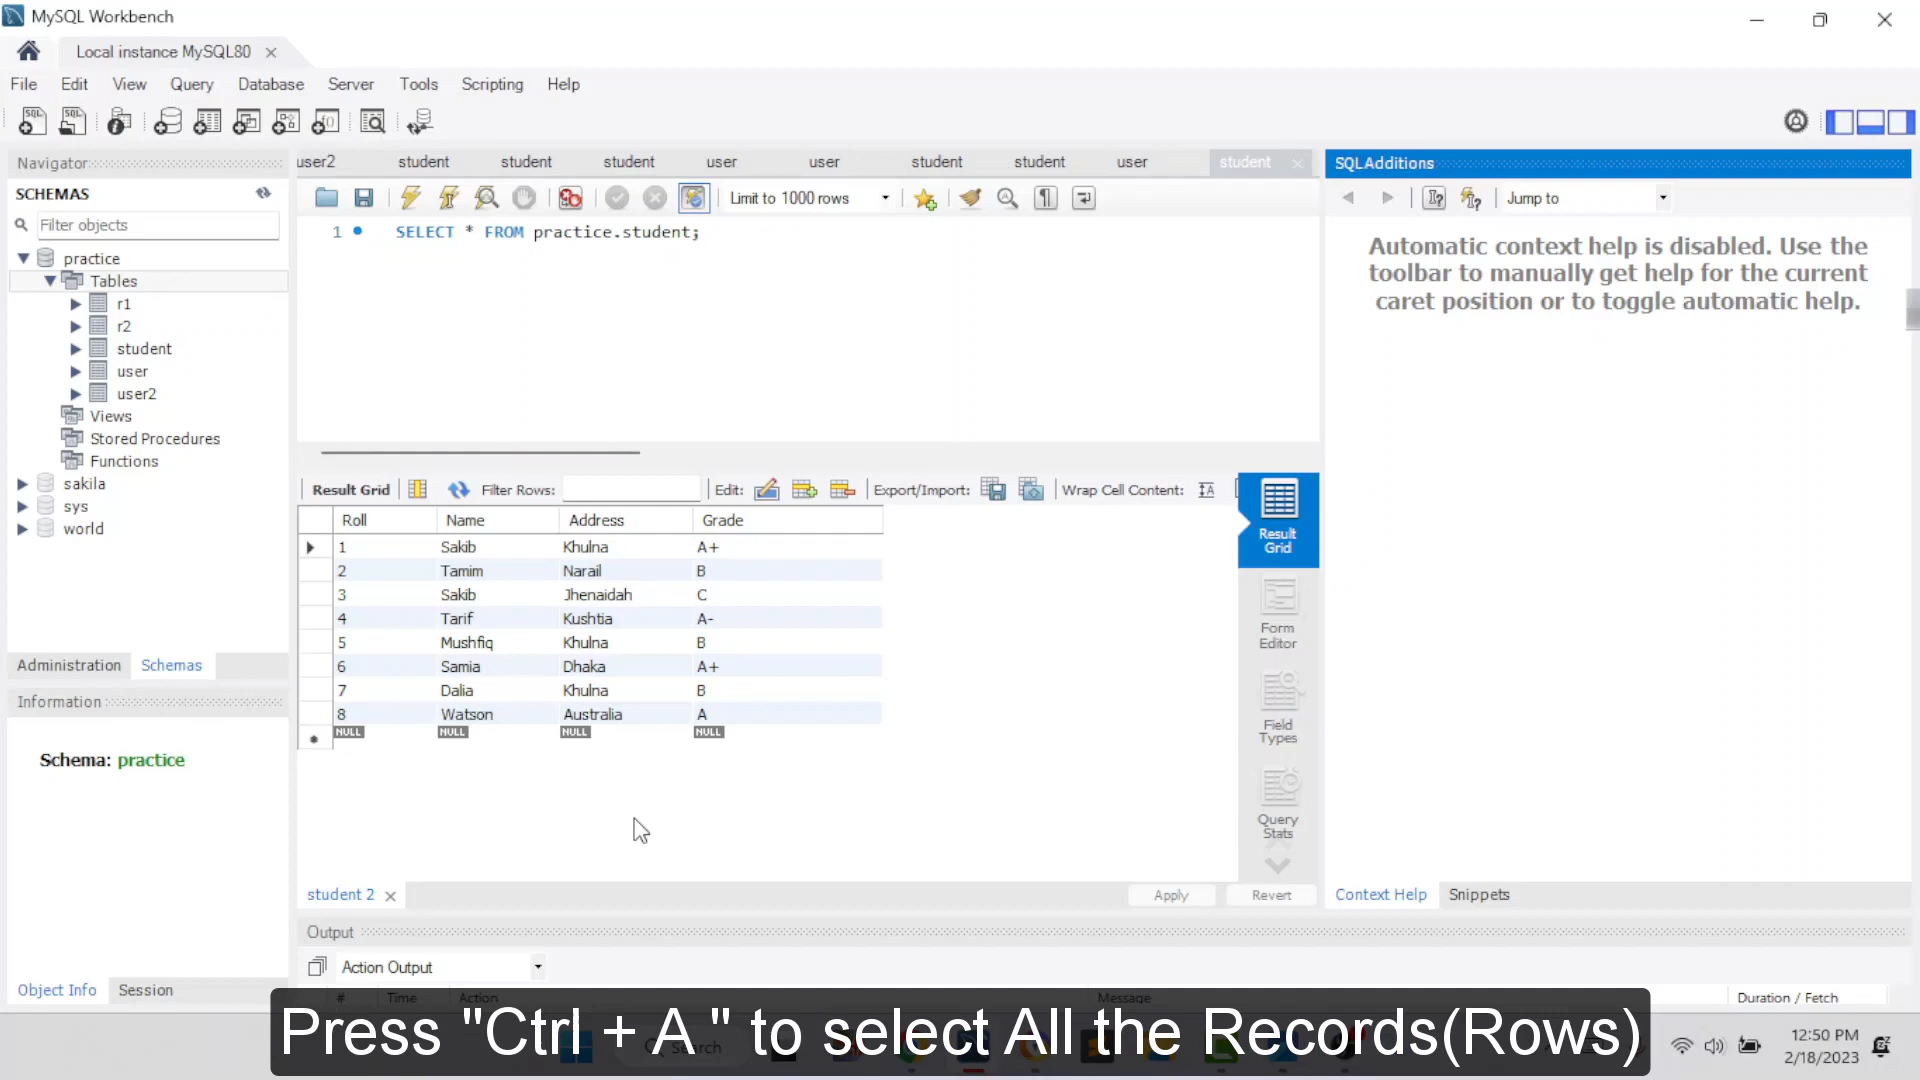 MySQL Workbench
Local instance MySQL80
File Edit View Query Database Server Tools Scripting Help
Navigator
SCHEMAS
Filter objects
practice
Tables
r1
r2
student
user
user2
Views
Stored Procedures
Functions
sakila
sys
world
Administration Schemas
Information
Schema: practice
Object Info Session
user2 student student student user user student student user student
Limit to 1000 rows
1 SELECT * FROM practice.student;
Result Grid Filter Rows: Edit: Export/Import: Wrap Cell Content:
Roll Name Address Grade
1 Sakib Khulna A+
2 Tamim Narail B
3 Sakib Jhenaidah C
4 Tarif Kushtia A-
5 Mushfiq Khulna B
6 Samia Dhaka A+
7 Dalia Khulna B
8 Watson Australia A
NULL NULL NULL NULL
Result
Grid
Form
Editor
Field
Types
Query
Stats
student 2 Apply Revert
SQLAdditions
Jump to
Automatic context help is disabled. Use the
toolbar to manually get help for the current
caret position or to toggle automatic help.
Context Help Snippets
Output
Action Output
# Time Action Message Duration / Fetch
Press "Ctrl + A " to select All the Records(Rows)
Search
12:50 PM
2/18/2023